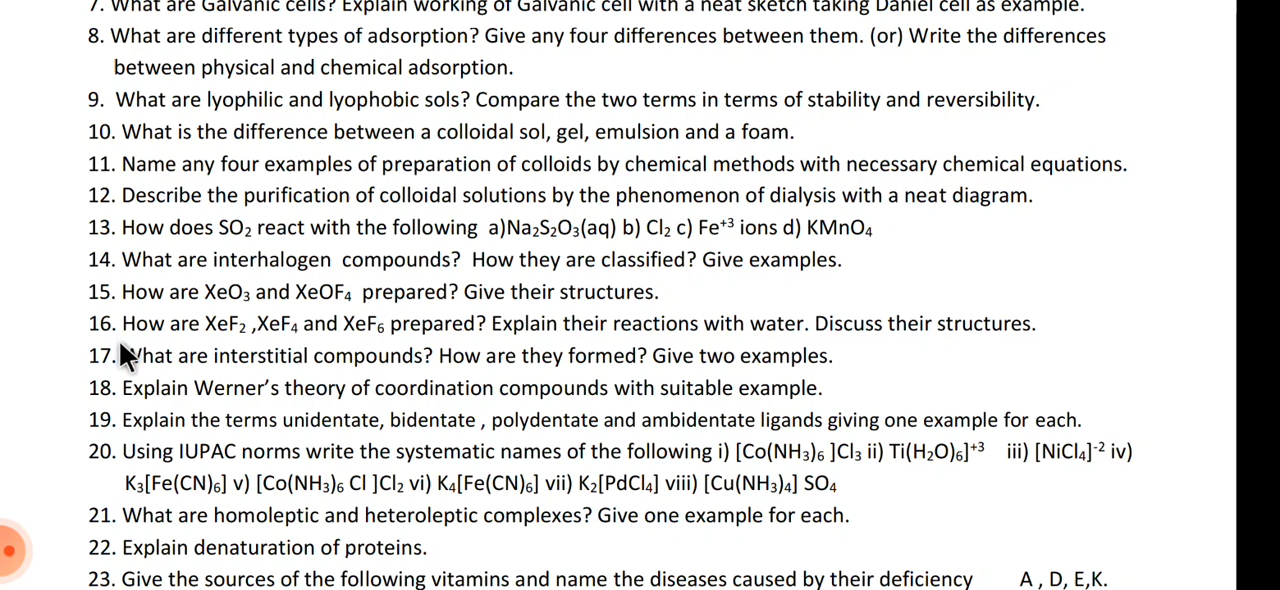 7. What are Galvanic cells? Explain working of Galvanic cell with a neat sketch taking Daniel cell as example.
8. What are different types of adsorption? Give any four differences between them. (or) Write the differences
between physical and chemical adsorption.
9. What are lyophilic and lyophobic sols? Compare the two terms in terms of stability and reversibility.
10. What is the difference between a colloidal sol, gel, emulsion and a foam.
11. Name any four examples of preparation of colloids by chemical methods with necessary chemical equations.
12. Describe the purification of colloidal solutions by the phenomenon of dialysis with a neat diagram.
13. How does SO₂ react with the following a)Na₂S₂O₃(aq) b) Cl₂ c) Fe⁺³ ions d) KMnO₄
14. What are interhalogen compounds? How they are classified? Give examples.
15. How are XeO₃ and XeOF₄ prepared? Give their structures.
16. How are XeF₂ ,XeF₄ and XeF₆ prepared? Explain their reactions with water. Discuss their structures.
17. What are interstitial compounds? How are they formed? Give two examples.
18. Explain Werner’s theory of coordination compounds with suitable example.
19. Explain the terms unidentate, bidentate , polydentate and ambidentate ligands giving one example for each.
20. Using IUPAC norms write the systematic names of the following i) [Co(NH₃)₆ ]Cl₃ ii) Ti(H₂O)₆]⁺³ iii) [NiCl₄]⁻² iv)
K₃[Fe(CN)₆] v) [Co(NH₃)₆ Cl ]Cl₂ vi) K₄[Fe(CN)₆] vii) K₂[PdCl₄] viii) [Cu(NH₃)₄] SO₄
21. What are homoleptic and heteroleptic complexes? Give one example for each.
22. Explain denaturation of proteins.
23. Give the sources of the following vitamins and name the diseases caused by their deficiency A , D, E,K.